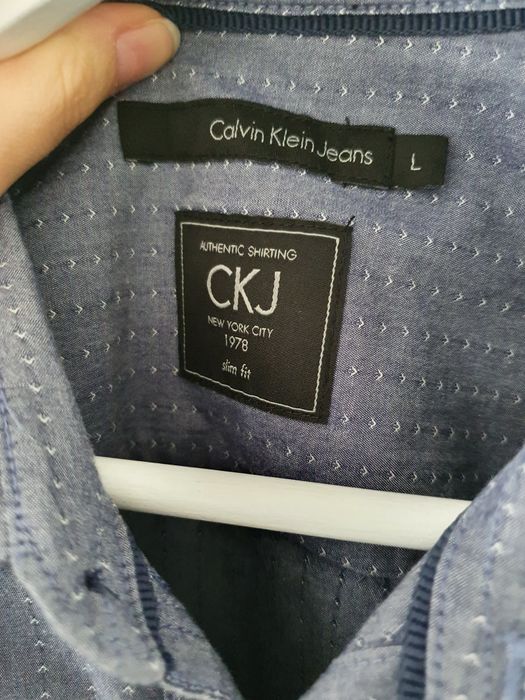 Calvin Klein Jeans L
AUTHENTIC SHIRTING
CKJ
NEW YORK CITY
1978
slim fit